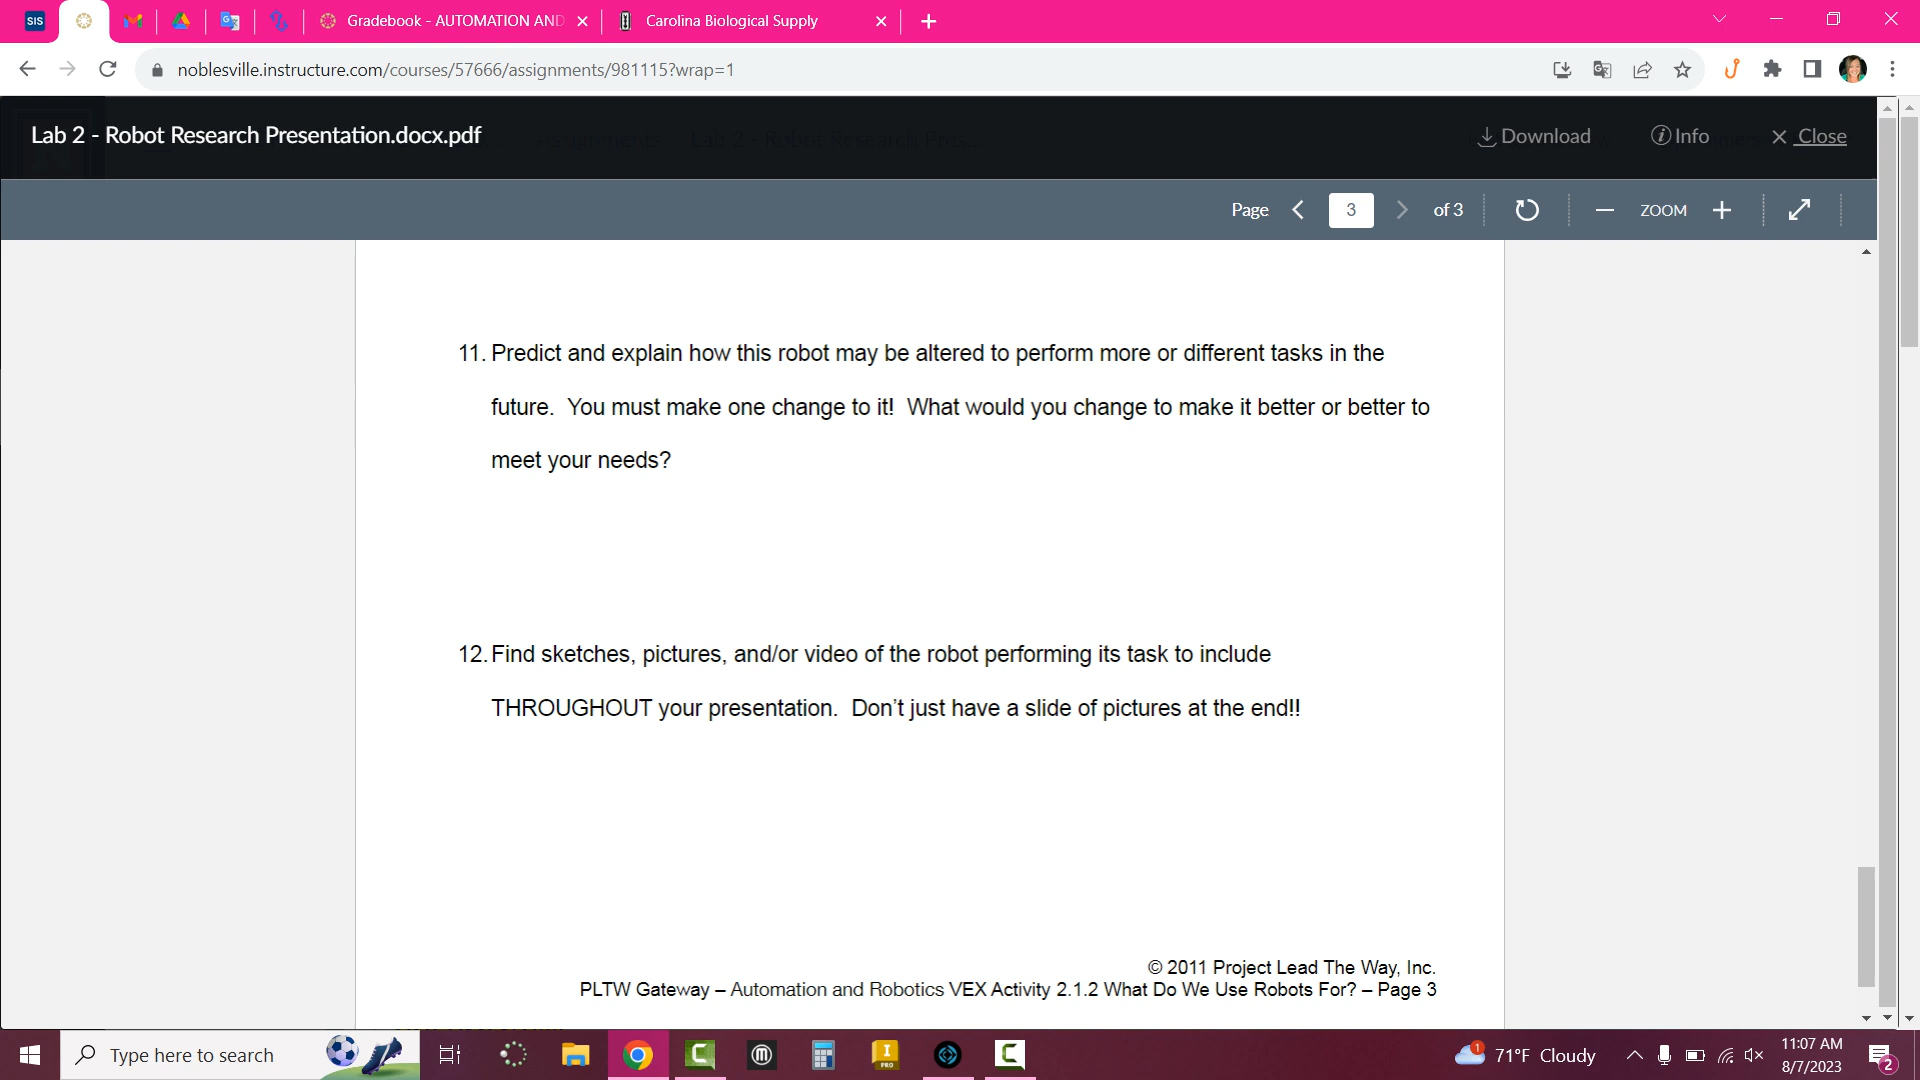 SIS
Gradebook - AUTOMATION AND
Carolina Biological Supply
noblesville.instructure.com/courses/57666/assignments/981115?wrap=1
Lab 2 - Robot Research Presentation.docx.pdf
Download
Info
Close
Page
3
of 3
ZOOM
11. Predict and explain how this robot may be altered to perform more or different tasks in the
future. You must make one change to it! What would you change to make it better or better to
meet your needs?
12. Find sketches, pictures, and/or video of the robot performing its task to include
THROUGHOUT your presentation. Don't just have a slide of pictures at the end!!
© 2011 Project Lead The Way, Inc.
PLTW Gateway – Automation and Robotics VEX Activity 2.1.2 What Do We Use Robots For? – Page 3
Type here to search
PRO
1
71°F Cloudy
11:07 AM
8/7/2023
2